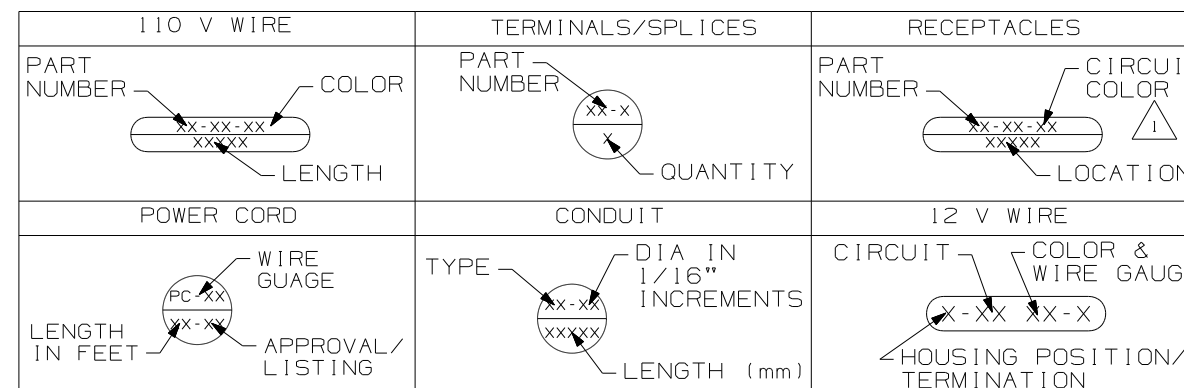 110 V WIRE
PART
NUMBER
COLOR
XX-XX-XX
XXXXX
LENGTH
TERMINALS/SPLICES
PART
NUMBER
XX-X
X
QUANTITY
RECEPTACLES
PART
NUMBER
CIRCUI
COLOR
1
XX-XX-XX
XXXXX
LOCATION
POWER CORD
WIRE
GUAGE
PC-XX
XX-XX
LENGTH
IN FEET
APPROVAL/
LISTING
CONDUIT
TYPE
DIA IN
1/16"
INCREMENTS
XX-XX
XXXXX
LENGTH (mm)
12 V WIRE
CIRCUIT
COLOR &
WIRE GAUG
X-XX XX-X
HOUSING POSITION/
TERMINATION